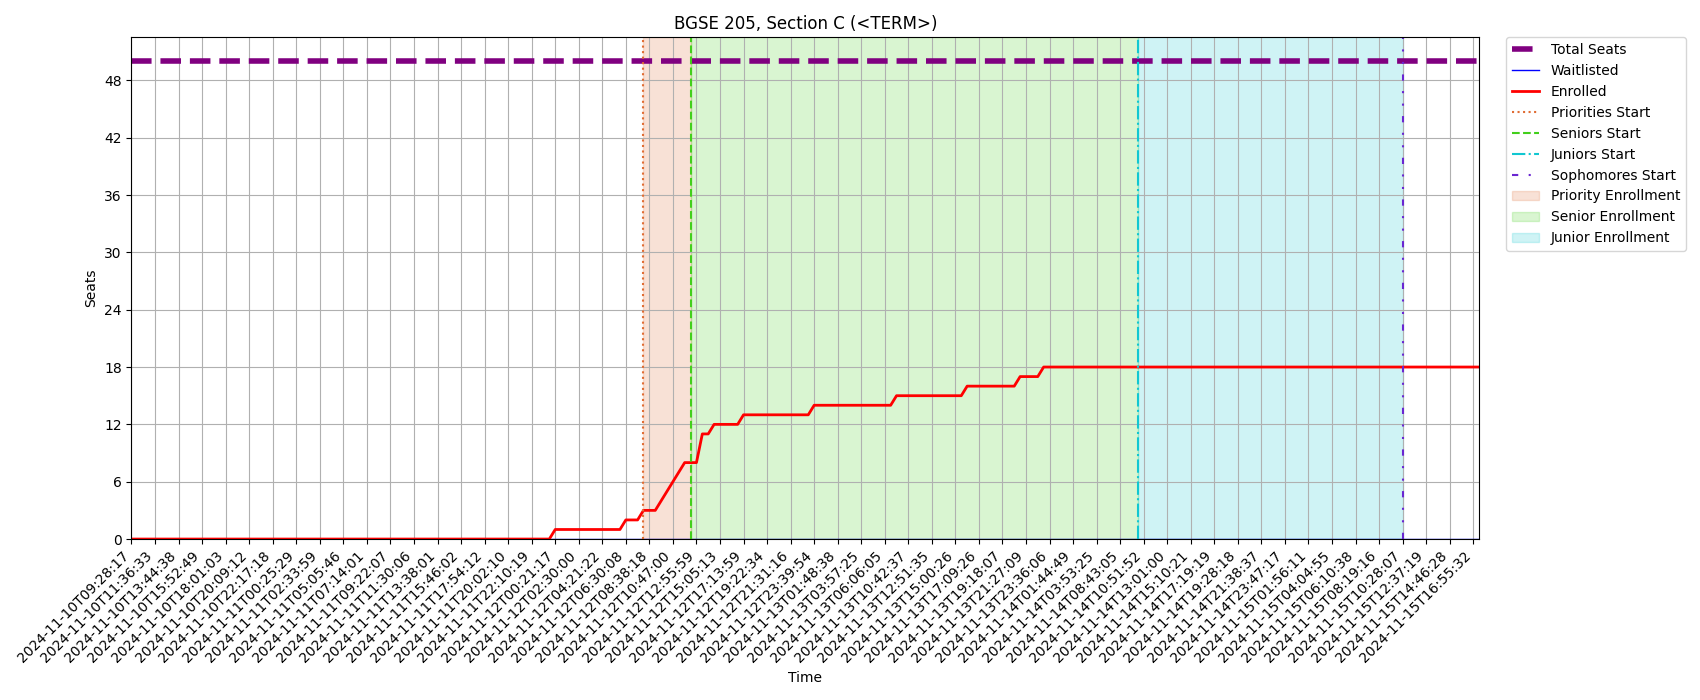 BGSE 205, Section C (<TERM>)
Total Seats
Waitlisted
Enrolled
Priorities Start
Seniors Start
Juniors Start
Sophomores Start
Priority Enrollment
Senior Enrollment
Junior Enrollment
Seats
48
42
36
30
24
18
12
6
0
2024-11-10T09:28:17
2024-11-10T11:36:33
2024-11-10T13:44:38
2024-11-10T15:52:49
2024-11-10T18:01:03
2024-11-10T20:09:12
2024-11-10T22:17:18
2024-11-11T00:25:29
2024-11-11T02:33:59
2024-11-11T05:05:46
2024-11-11T07:14:01
2024-11-11T09:22:07
2024-11-11T11:30:06
2024-11-11T13:38:01
2024-11-11T15:46:02
2024-11-11T17:54:12
2024-11-11T20:02:10
2024-11-11T22:10:19
2024-11-12T00:21:17
2024-11-12T02:30:00
2024-11-12T04:21:22
2024-11-12T06:30:08
2024-11-12T08:38:18
2024-11-12T10:47:00
2024-11-12T12:55:59
2024-11-12T15:05:13
2024-11-12T17:13:59
2024-11-12T19:22:34
2024-11-12T21:31:16
2024-11-12T23:39:54
2024-11-13T01:48:38
2024-11-13T03:57:25
2024-11-13T06:06:05
2024-11-13T10:42:37
2024-11-13T12:51:35
2024-11-13T15:00:26
2024-11-13T17:09:26
2024-11-13T19:18:07
2024-11-13T21:27:09
2024-11-13T23:36:06
2024-11-14T01:44:49
2024-11-14T03:53:25
2024-11-14T08:43:05
2024-11-14T10:51:52
2024-11-14T13:01:00
2024-11-14T15:10:21
2024-11-14T17:19:19
2024-11-14T19:28:18
2024-11-14T21:38:37
2024-11-14T23:47:17
2024-11-15T01:56:11
2024-11-15T04:04:55
2024-11-15T06:10:38
2024-11-15T08:19:16
2024-11-15T10:28:07
2024-11-15T12:37:19
2024-11-15T14:46:28
2024-11-15T16:55:32
Time